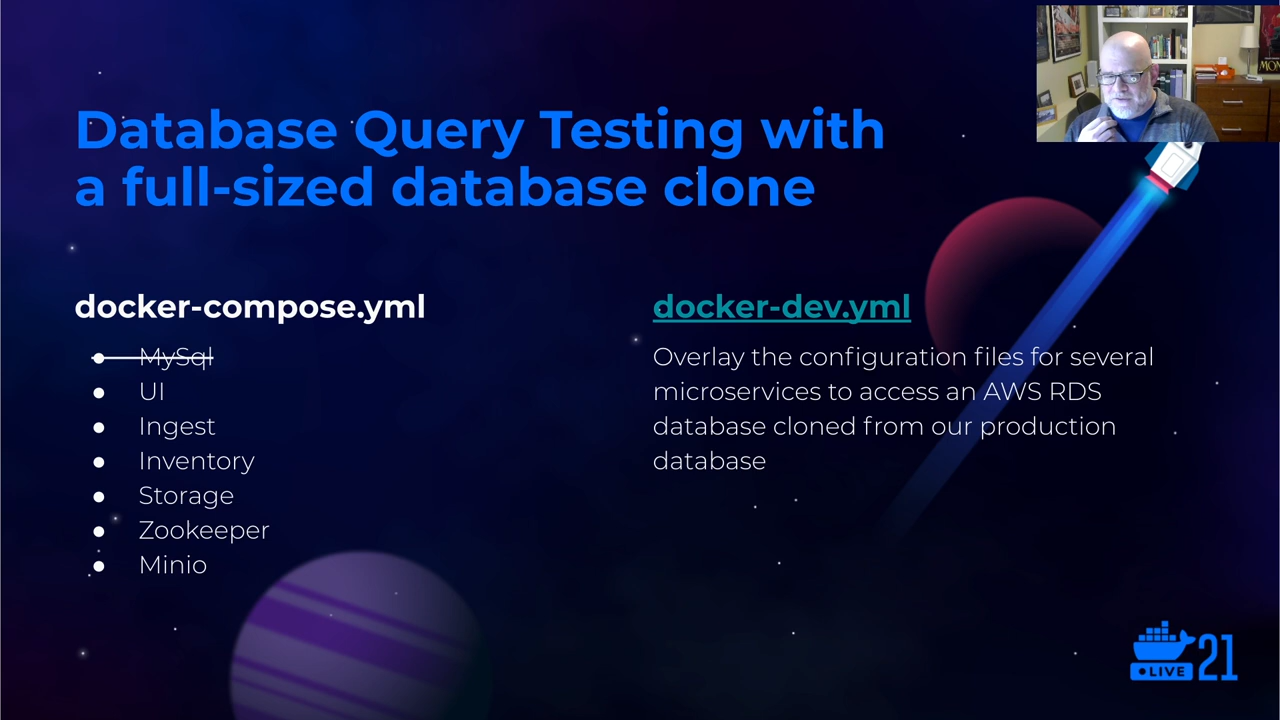 Database Query Testing with
a full-sized database clone
docker-compose.yml
● MySql
● UI
● Ingest
● Inventory
● Storage
● Zookeeper
● Minio
docker-dev.yml
Overlay the configuration files for several
microservices to access an AWS RDS
database cloned from our production
database
MON
LIVE 21